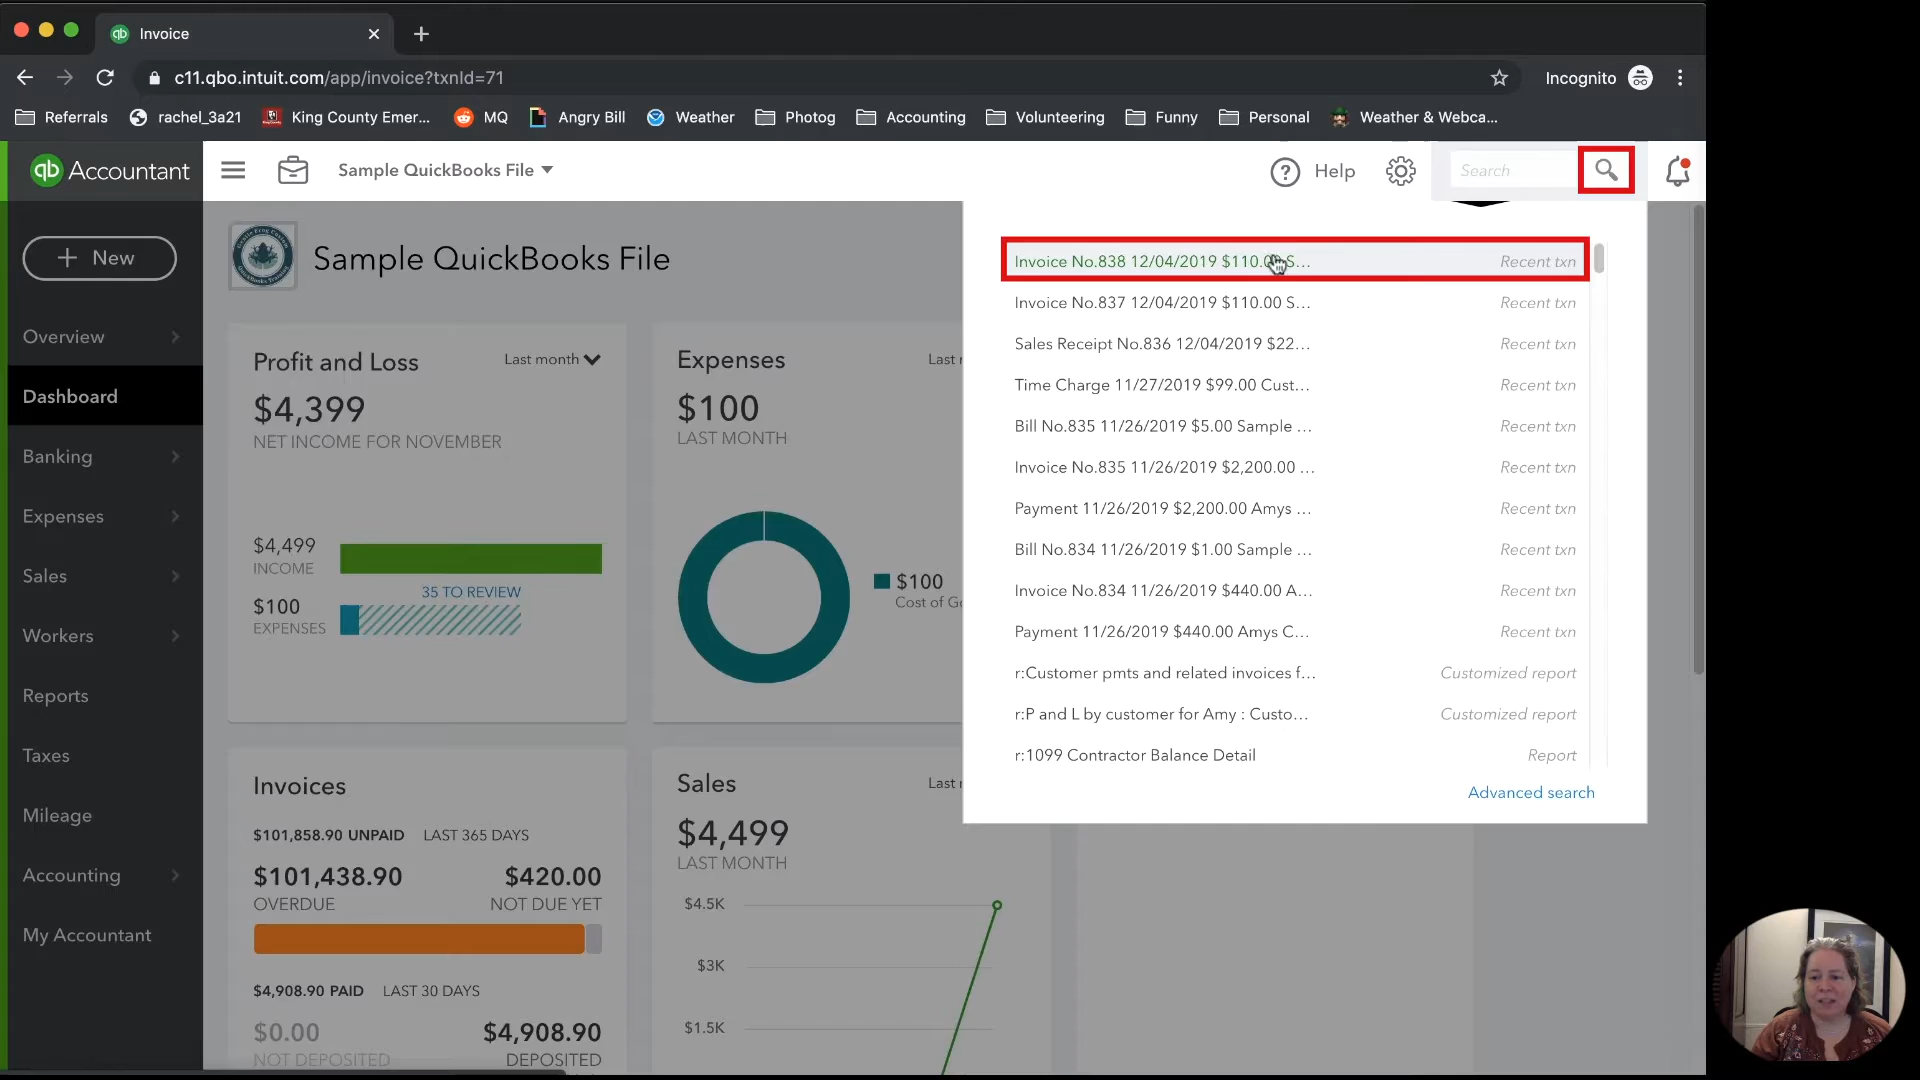 Invoice
c11.qbo.intuit.com/app/invoice?txnId=71
Incognito
Referrals
rachel_3a21
King County Emer...
MQ
Angry Bill
Weather
Photog
Accounting
Volunteering
Funny
Personal
Weather & Webca...
qb Accountant
Sample QuickBooks File
Help
Search
New
Overview
Dashboard
Banking
Expenses
Sales
Workers
Reports
Taxes
Mileage
Accounting
My Accountant
Sample QuickBooks File
Profit and Loss
Last month
$4,399
NET INCOME FOR NOVEMBER
$4,499
INCOME
35 TO REVIEW
$100
EXPENSES
Expenses
Last
$100
LAST MONTH
$100
Cost of G
Invoices
$101,858.90 UNPAID LAST 365 DAYS
$101,438.90
OVERDUE
$420.00
NOT DUE YET
$4,908.90 PAID LAST 30 DAYS
$0.00
NOT DEPOSITED
$4,908.90
DEPOSITED
Sales
Last
$4,499
LAST MONTH
$4.5K
$3K
$1.5K
Invoice No.838 12/04/2019 $110. S... Recent txn
Invoice No.837 12/04/2019 $110.00 S... Recent txn
Sales Receipt No.836 12/04/2019 $22... Recent txn
Time Charge 11/27/2019 $99.00 Cust... Recent txn
Bill No.835 11/26/2019 $5.00 Sample ... Recent txn
Invoice No.835 11/26/2019 $2,200.00 ... Recent txn
Payment 11/26/2019 $2,200.00 Amys ... Recent txn
Bill No.834 11/26/2019 $1.00 Sample ... Recent txn
Invoice No.834 11/26/2019 $440.00 A... Recent txn
Payment 11/26/2019 $440.00 Amys C... Recent txn
r:Customer pmts and related invoices f... Customized report
r:P and L by customer for Amy : Custo... Customized report
r:1099 Contractor Balance Detail Report
Advanced search